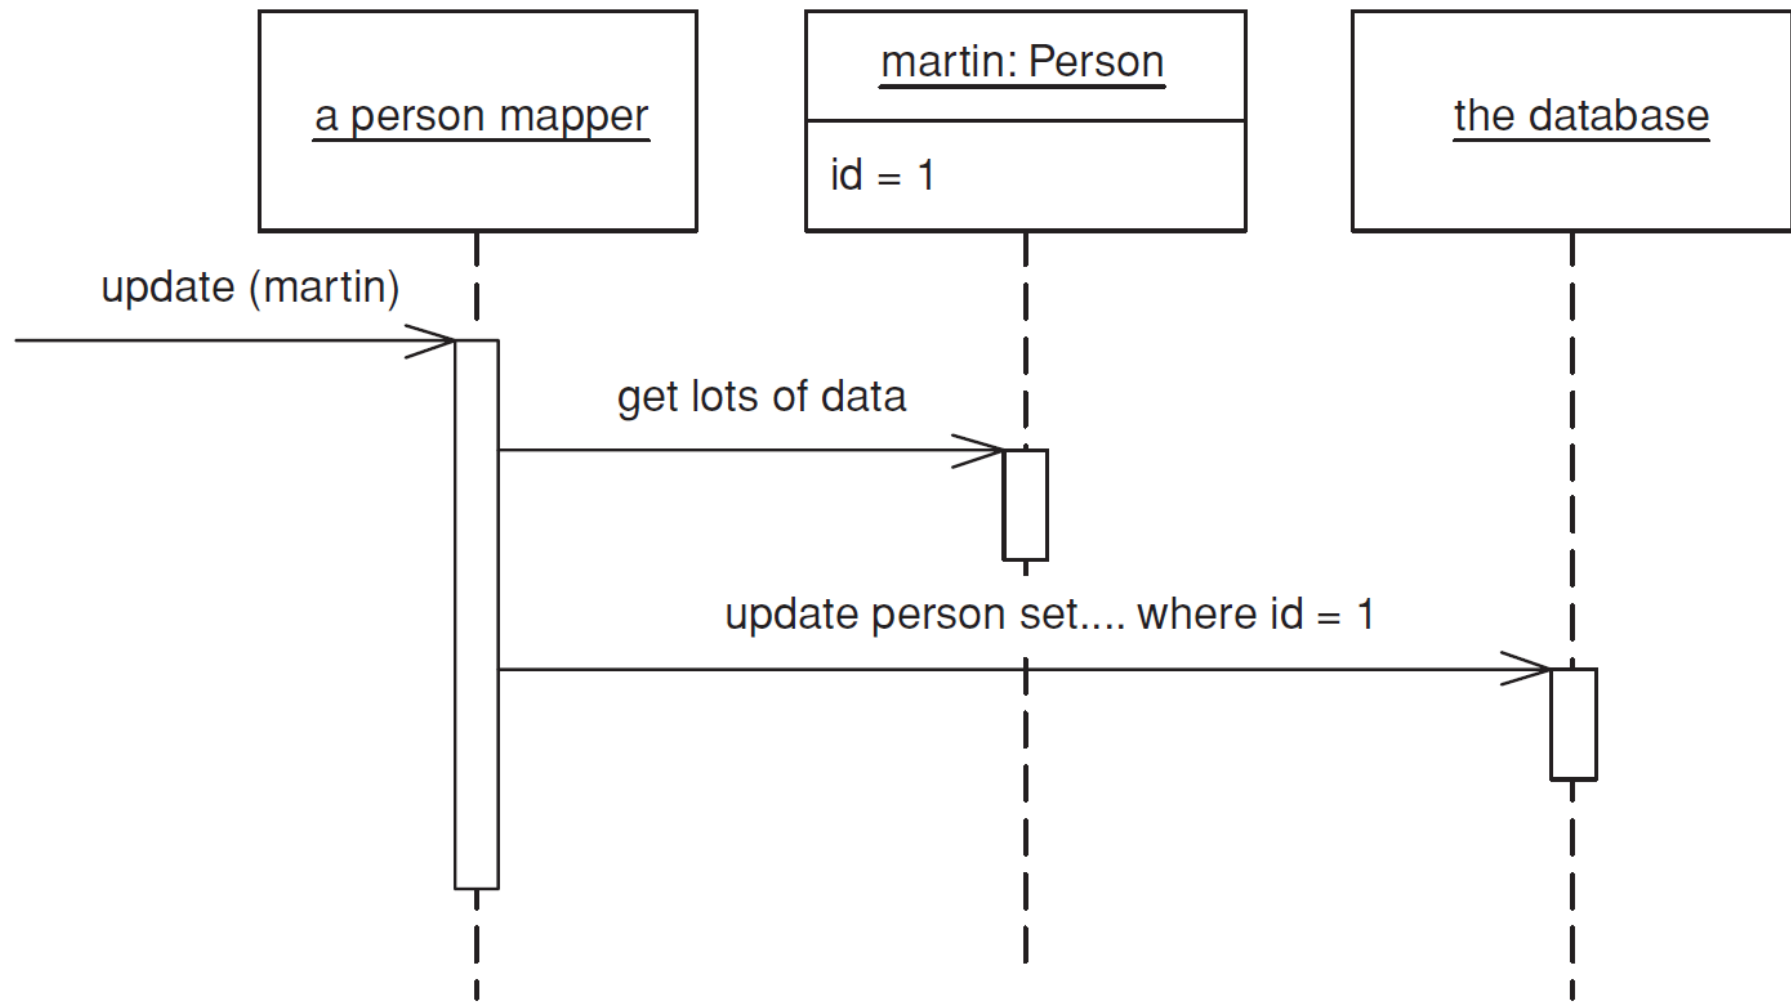 a person mapper
martin: Person
id = 1
the database
update (martin)
get lots of data
update person set.... where id = 1